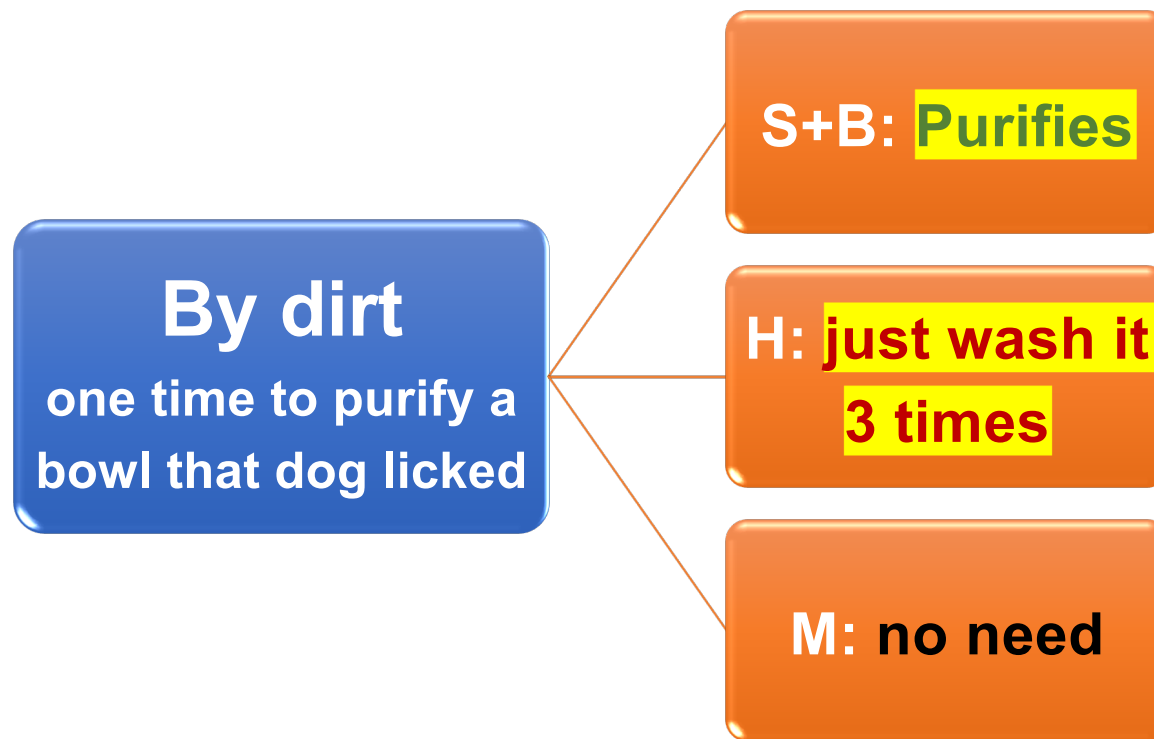 By dirt
one time to purify a
bowl that dog licked
S+B: Purifies
H: just wash it
3 times
M: no need